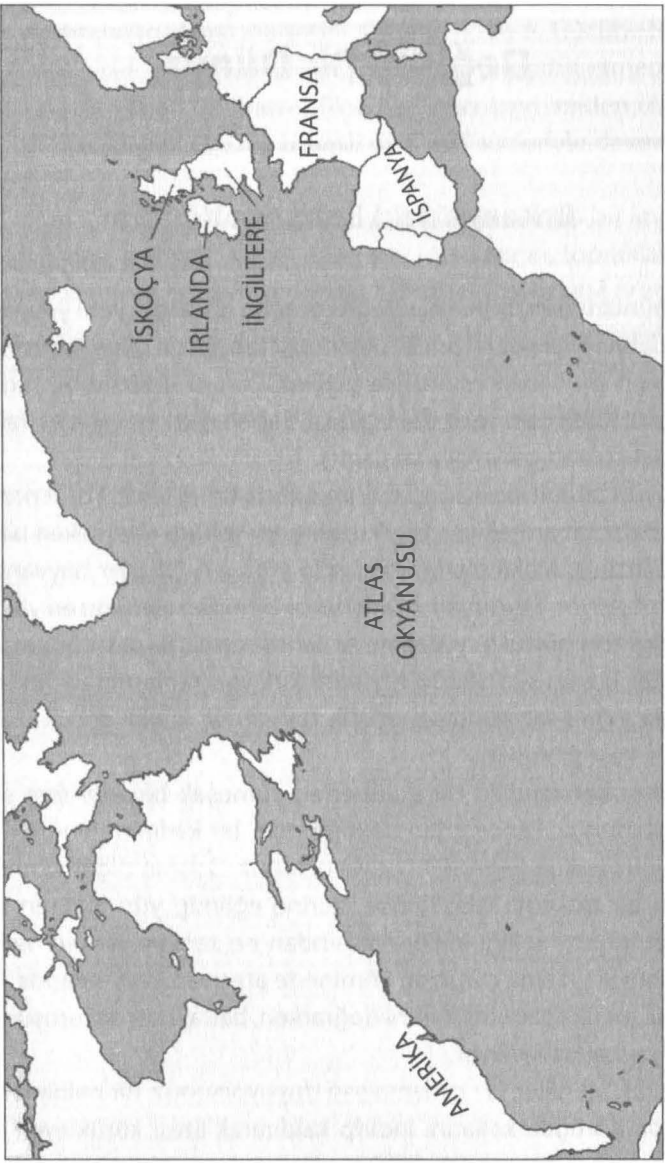 İSKOÇYA
İRLANDA
İNGİLTERE
FRANSA
İSPANYA
ATLAS
OKYANUSU
AMERİKA